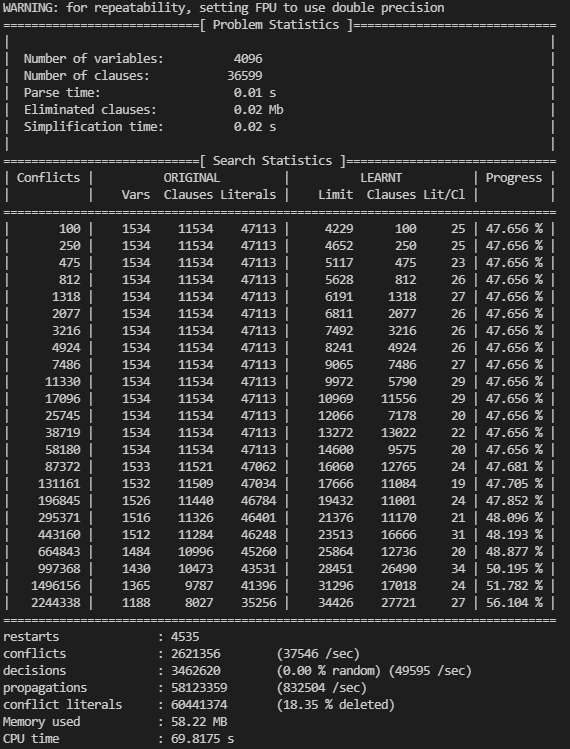 WARNING: for repeatability, setting FPU to use double precision
============================[ Problem Statistics ]=============================
|                                                                             |
|  Number of variables:          4096                                         |
|  Number of clauses:           36599                                         |
|  Parse time:                   0.01 s                                       |
|  Eliminated clauses:           0.02 Mb                                      |
|  Simplification time:          0.02 s                                       |
|                                                                             |
============================[ Search Statistics ]==============================
| Conflicts |          ORIGINAL         |          LEARNT          | Progress |
|           |    Vars  Clauses Literals |    Limit  Clauses Lit/Cl |          |
===============================================================================
|       100 |    1534    11534    47113 |     4229      100     25 | 47.656 % |
|       250 |    1534    11534    47113 |     4652      250     25 | 47.656 % |
|       475 |    1534    11534    47113 |     5117      475     23 | 47.656 % |
|       812 |    1534    11534    47113 |     5628      812     26 | 47.656 % |
|      1318 |    1534    11534    47113 |     6191     1318     27 | 47.656 % |
|      2077 |    1534    11534    47113 |     6811     2077     26 | 47.656 % |
|      3216 |    1534    11534    47113 |     7492     3216     26 | 47.656 % |
|      4924 |    1534    11534    47113 |     8241     4924     26 | 47.656 % |
|      7486 |    1534    11534    47113 |     9065     7486     27 | 47.656 % |
|     11330 |    1534    11534    47113 |     9972     5790     29 | 47.656 % |
|     17096 |    1534    11534    47113 |    10969    11556     29 | 47.656 % |
|     25745 |    1534    11534    47113 |    12066     7178     20 | 47.656 % |
|     38719 |    1534    11534    47113 |    13272    13022     22 | 47.656 % |
|     58180 |    1534    11534    47113 |    14600     9575     20 | 47.656 % |
|     87372 |    1533    11521    47062 |    16060    12765     24 | 47.681 % |
|    131161 |    1532    11509    47034 |    17666    11084     19 | 47.705 % |
|    196845 |    1526    11440    46784 |    19432    11001     24 | 47.852 % |
|    295371 |    1516    11326    46401 |    21376    11170     21 | 48.096 % |
|    443160 |    1512    11284    46248 |    23513    16666     31 | 48.193 % |
|    664843 |    1484    10996    45260 |    25864    12736     20 | 48.877 % |
|    997368 |    1430    10473    43531 |    28451    26490     34 | 50.195 % |
|   1496156 |    1365     9787    41396 |    31296    17018     24 | 51.782 % |
|   2244338 |    1188     8027    35256 |    34426    27721     27 | 56.104 % |
===============================================================================
restarts              : 4535
conflicts             : 2621356        (37546 /sec)
decisions             : 3462620        (0.00 % random) (49595 /sec)
propagations          : 58123359       (832504 /sec)
conflict literals     : 60441374       (18.35 % deleted)
Memory used           : 58.22 MB
CPU time              : 69.8175 s